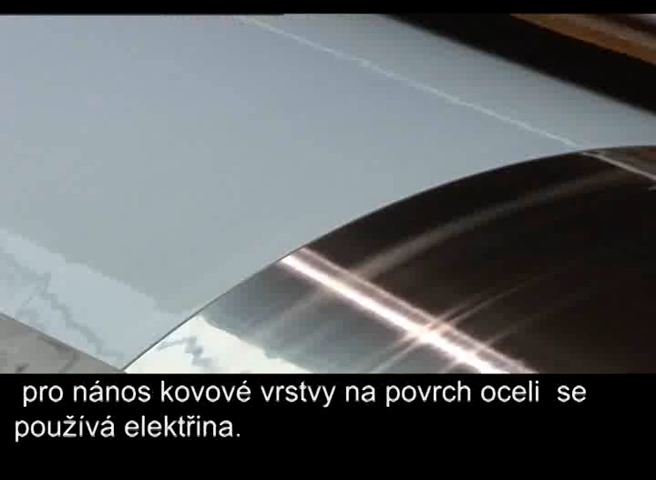 pro nános kovové vrstvy na povrch oceli  se
používá elektřina.